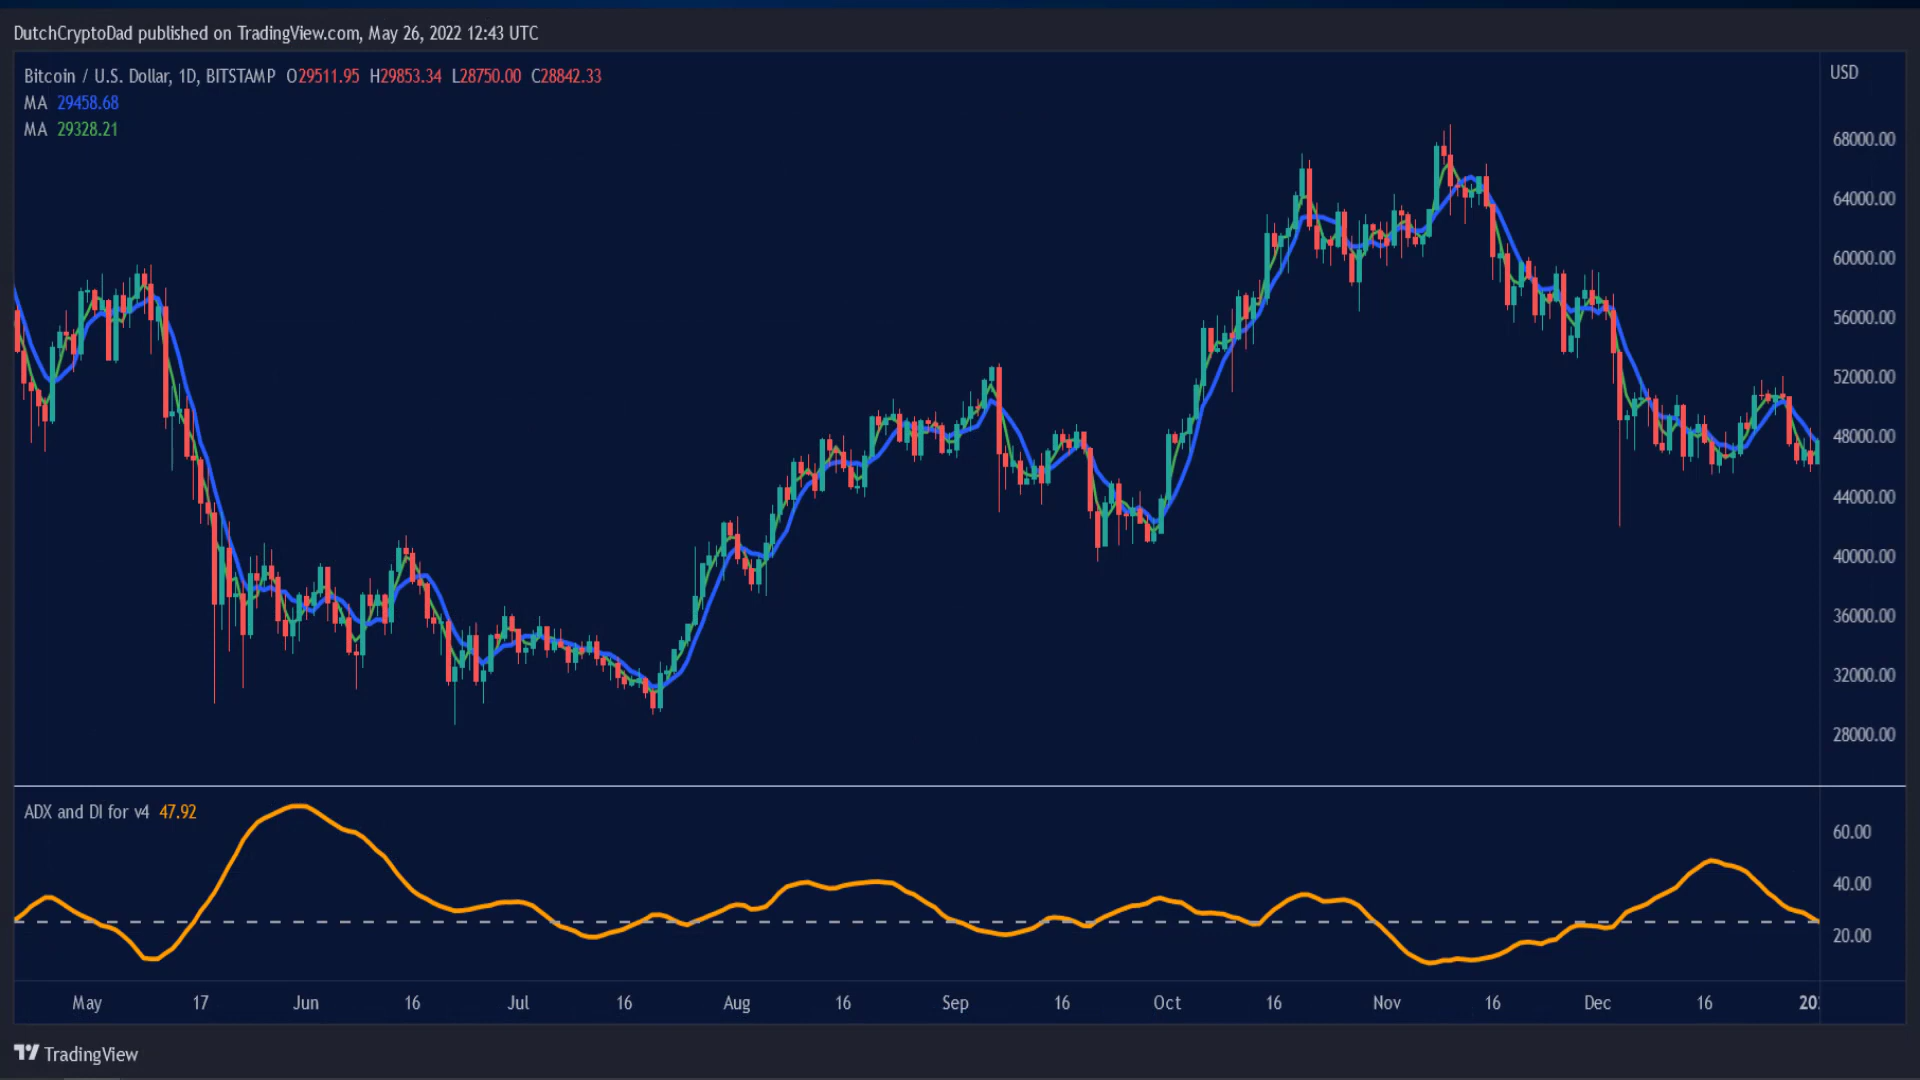 DutchCryptoDad published on TradingView.com, May 26, 2022 12:43 UTC
Bitcoin / U.S. Dollar, 1D, BITSTAMP O29511.95 H29853.34 L28750.00 C28842.33
USD
MA 29458.68
MA 29328.21
68000.00
64000.00
60000.00
56000.00
52000.00
48000.00
44000.00
40000.00
36000.00
32000.00
28000.00
ADX and DI for v4 47.92
60.00
40.00
20.00
May 17 Jun 16 Jul 16 Aug 16 Sep 16 Oct 16 Nov 16 Dec 16 20
TradingView